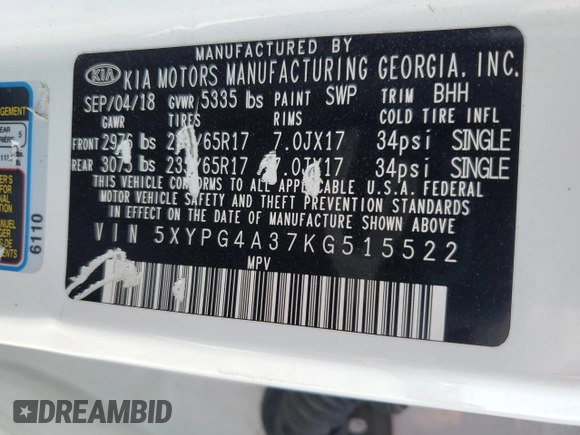 MANUFACTURED BY
KIA KIA MOTORS MANUFACTURING GEORGIA, INC.
SEP/04/18 GVWR 5335 lbs PAINT SWP TRIM BHH
GAWR TIRES RIMS COLD TIRE INFL
FRONT 2976 lbs /65R17 7.0JX17 34psi SINGLE
REAR 3075 lbs /65R17 34psi SINGLE
THIS VEHICLE CONFORMS TO ALL APPLICABLE U.S.A. FEDERAL
MOTOR VEHICLE SAFETY AND THEFT PREVENTION STANDARDS
IN EFFECT ON THE DATE OF MANUFACTURE SHOWN ABOVE.
VIN 5XYPG4A37KG515522
MPV
6110
DREAMBID